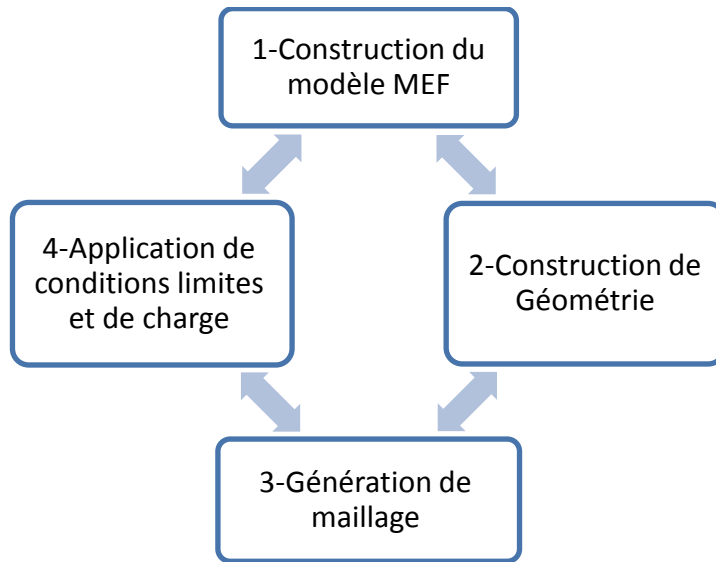 1-Construction du
modèle MEF
2-Construction de
Géométrie
3-Génération de
maillage
4-Application de
conditions limites
et de charge